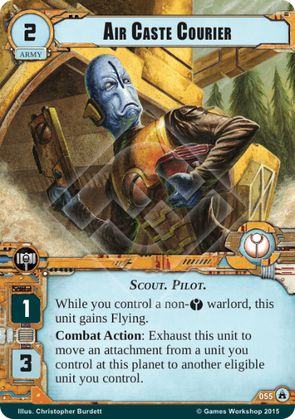 2
ARMY
AIR CASTE COURIER
SCOUT. PILOT.
1
While you control a non- warlord, this
unit gains Flying.
3
Combat Action: Exhaust this unit to
move an attachment from a unit you
control at this planet to another eligible
unit you control.
055
Illus. Christopher Burdett
© Games Workshop 2015